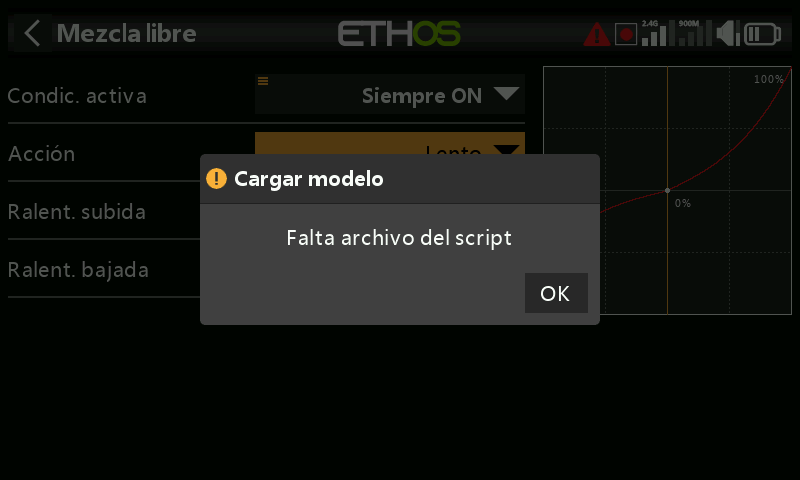 Mezcla libre
ETHOS
2.4G
900M
Condic. activa
Siempre ON
100%
Acción
Lento
Cargar modelo
Ralent. subida
0%
Falta archivo del script
Ralent. bajada
OK